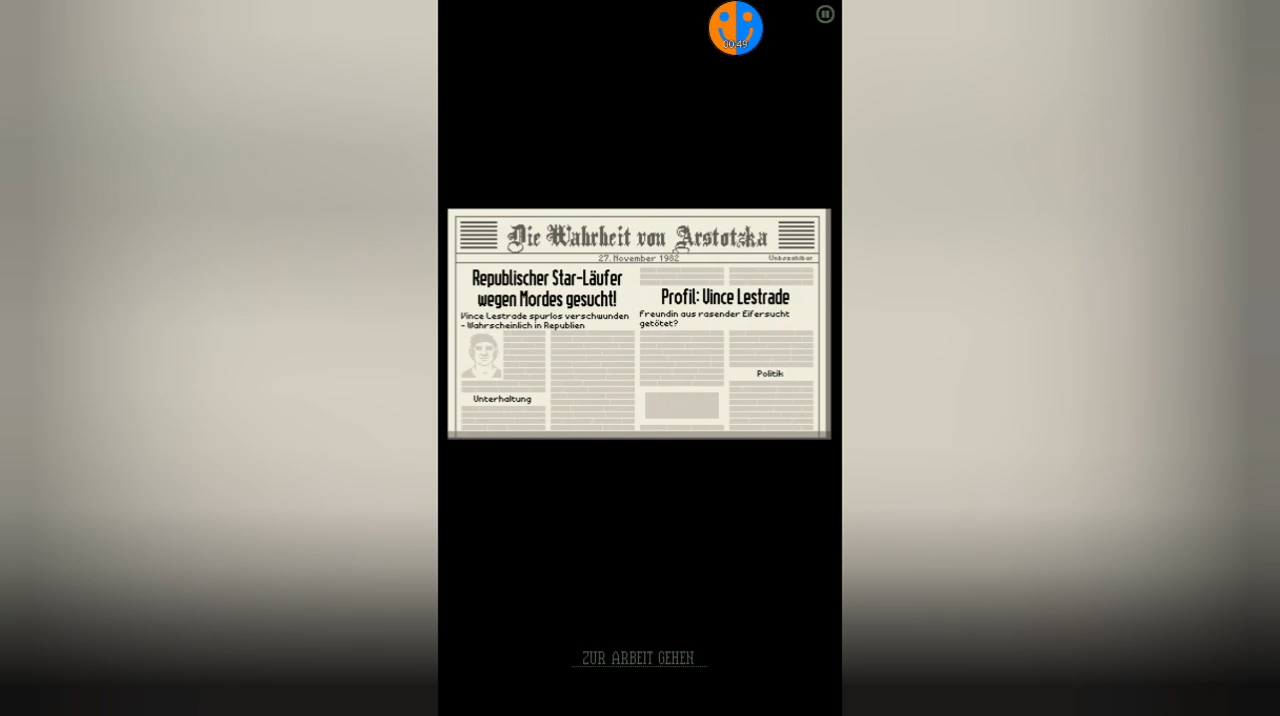 00:49
Die Wahrheit von Arstotzka
27. November 1982
Unbezahlbar
Republischer Star-Läufer
wegen Mordes gesucht!
Vince Lestrade spurlos verschwunden
- Wahrscheinlich in Republien
Unterhaltung
Profil: Vince Lestrade
Freundin aus rasender Eifersucht
getötet?
Politik
ZUR ARBEIT GEHEN